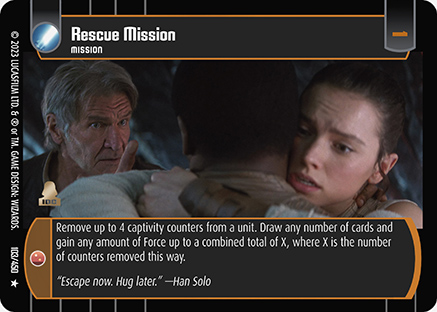 Rescue Mission
MISSION
–
© 2023 LUCASFILM LTD. & ® or TM. GAME DESIGN: WIZARDS.
IDC
Remove up to 4 captivity counters from a unit. Draw any number of cards and
gain any amount of Force up to a combined total of X, where X is the number
of counters removed this way.
"Escape now. Hug later." —Han Solo